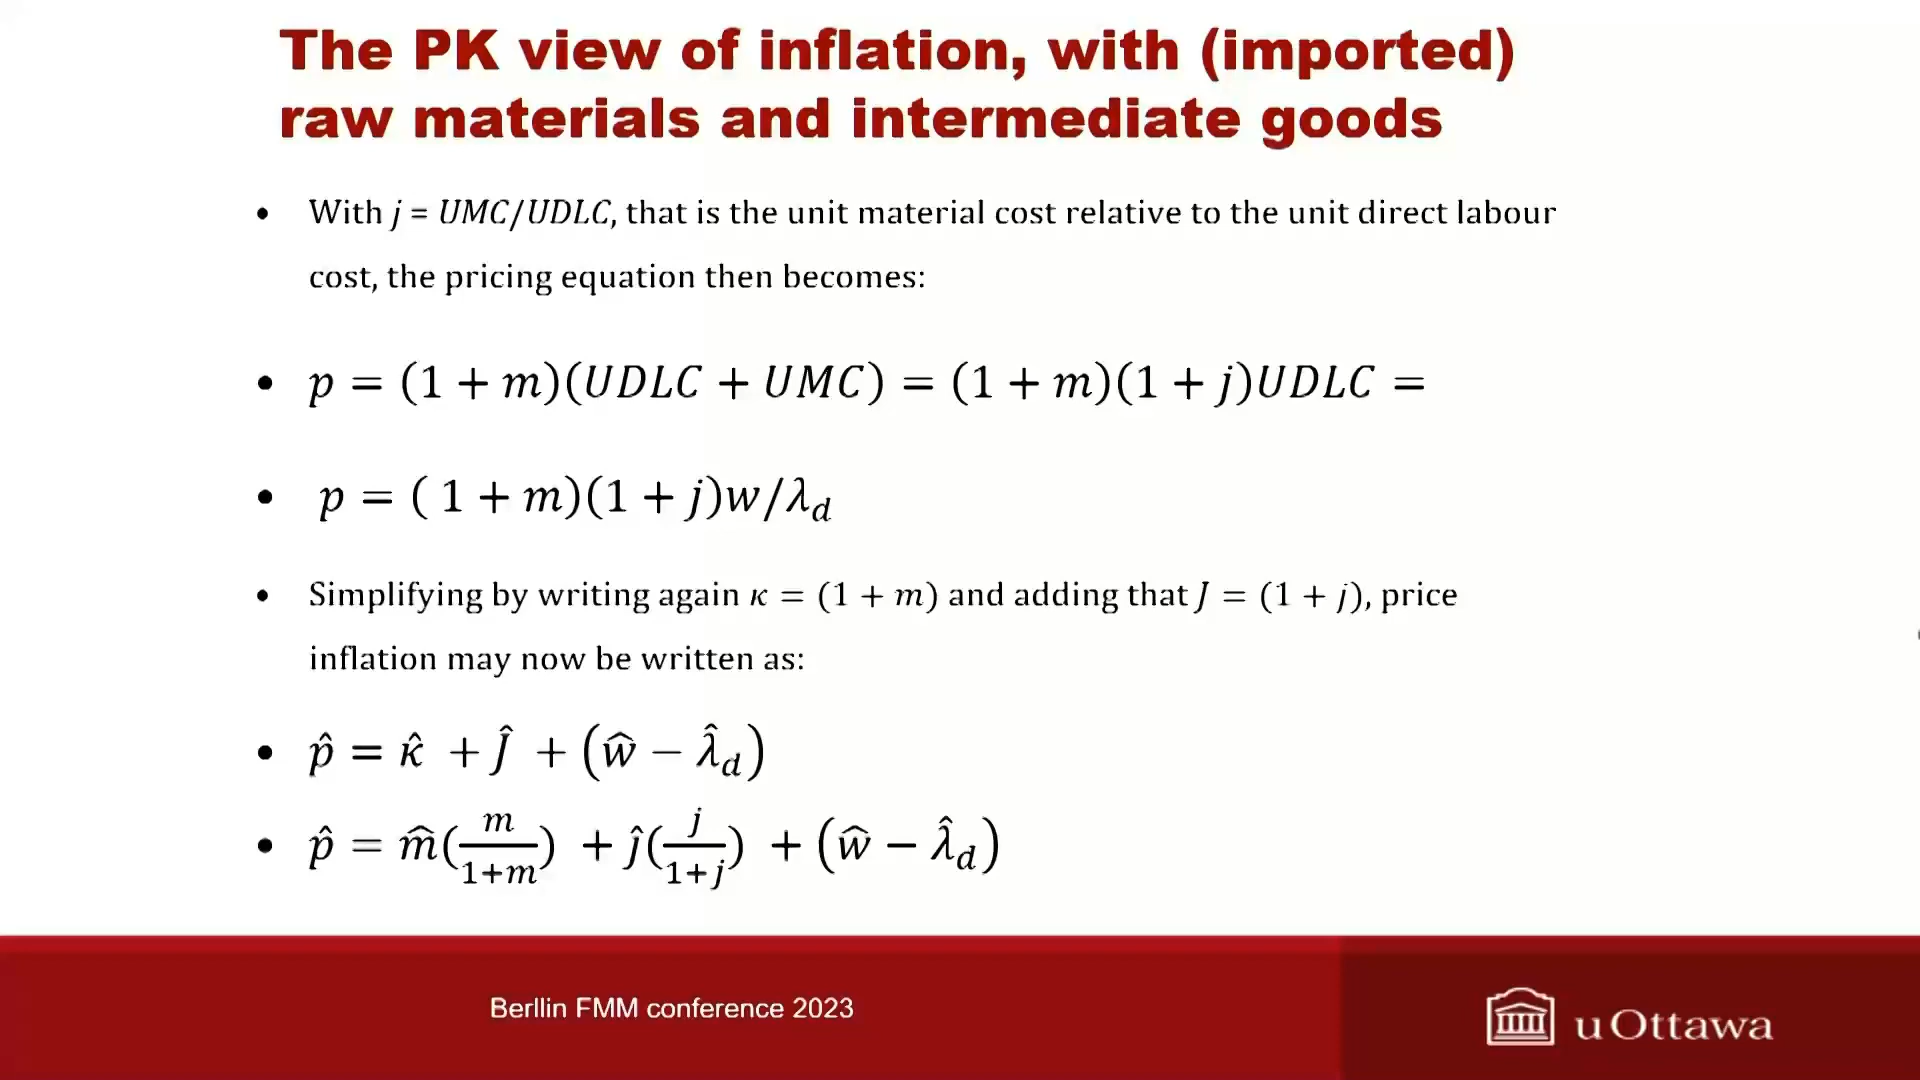 The PK view of inflation, with (imported)
raw materials and intermediate goods
• With j = UMC/UDLC, that is the unit material cost relative to the unit direct labour
cost, the pricing equation then becomes:
• p = (1 + m)(UDLC + UMC) = (1 + m)(1 + j)UDLC =
• p = ( 1 + m)(1 + j)w/λ_d
• Simplifying by writing again κ = (1 + m) and adding that J = (1 + j), price
inflation may now be written as:
• p̂ = κ̂ + Ĵ + (ŵ − λ̂_d)
• p̂ = m̂(m/1+m) + ĵ(j/1+j) + (ŵ − λ̂_d)
Berllin FMM conference 2023
uOttawa